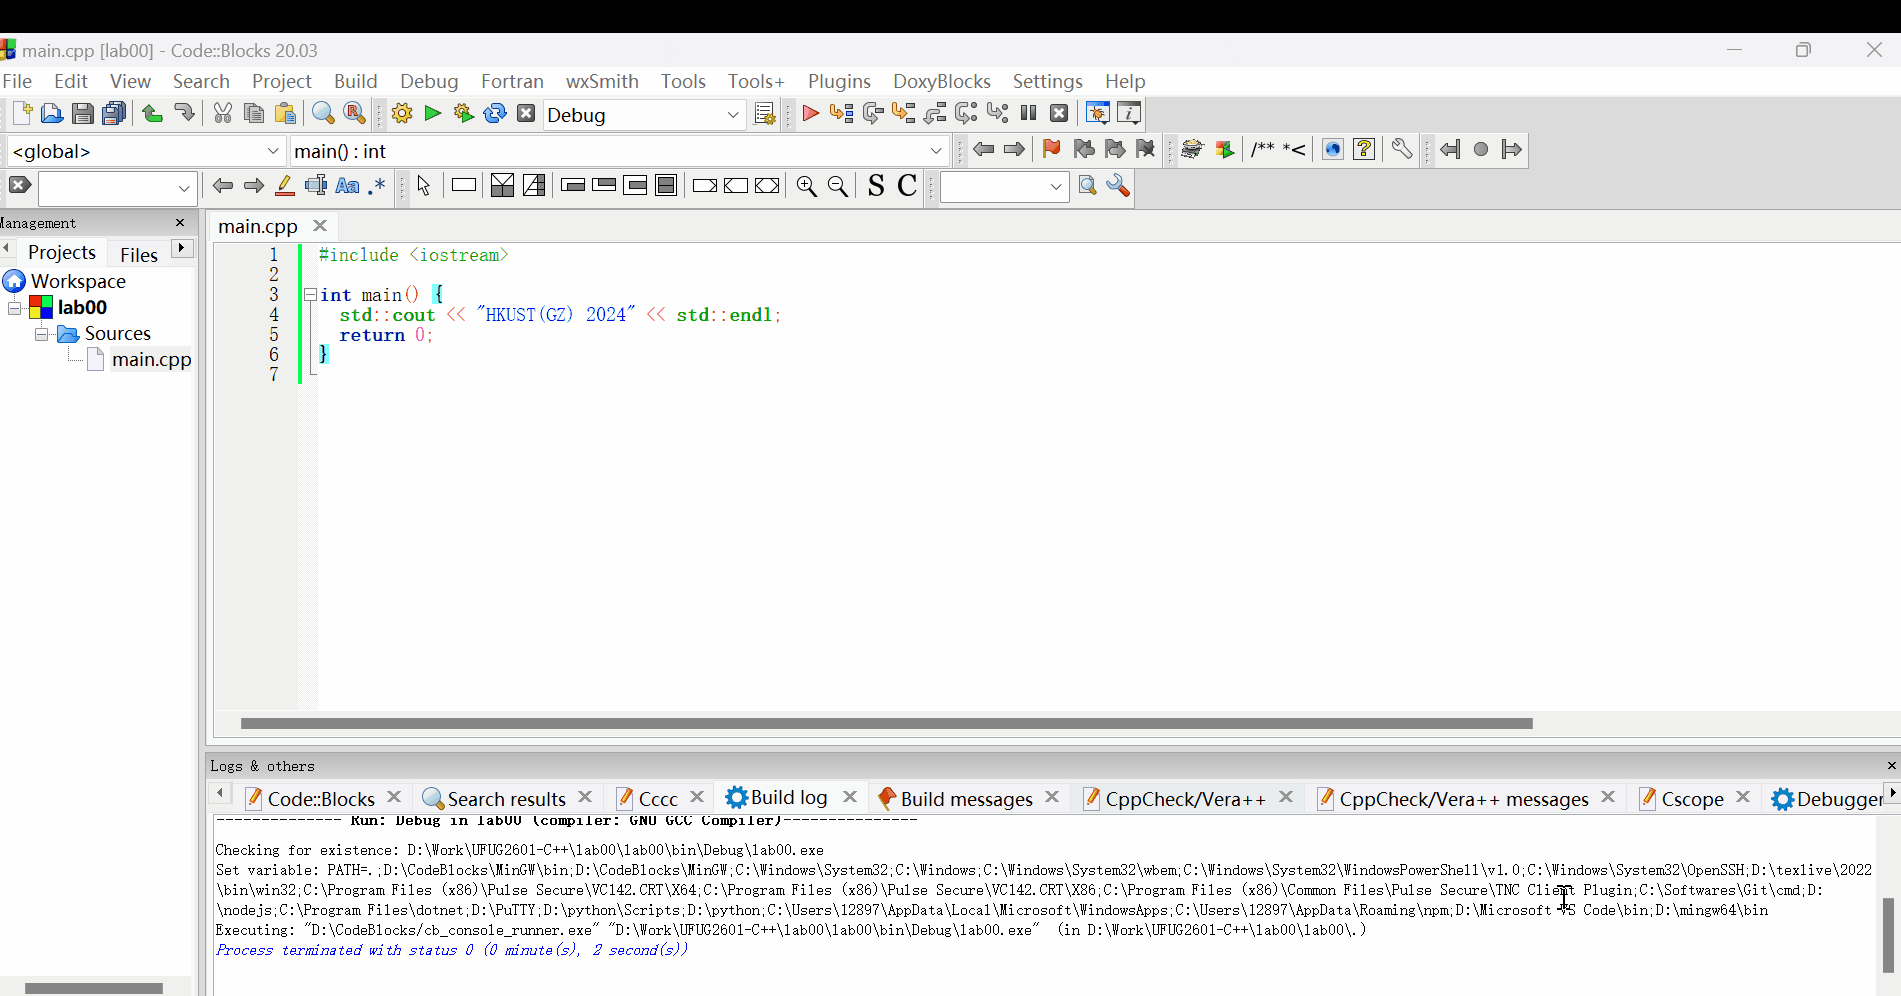 main.cpp [lab00] - Code::Blocks 20.03
File Edit View Search Project Build Debug Fortran wxSmith Tools Tools+ Plugins DoxyBlocks Settings Help
Debug
<global> main() : int /** *<
Aa .* S C
Management
Projects Files
Workspace
lab00
Sources
main.cpp
main.cpp
1 #include <iostream>
2
3 int main() {
4 std::cout << "HKUST(GZ) 2024" << std::endl;
5 return 0;
6 }
7
Logs & others
Code::Blocks Search results Cccc Build log Build messages CppCheck/Vera++ CppCheck/Vera++ messages Cscope Debugger
-------------- Run: Debug in lab00 (compiler: GNU GCC Compiler)---------------
Checking for existence: D:\Work\UFUG2601-C++\lab00\lab00\bin\Debug\lab00.exe
Set variable: PATH=.;D:\CodeBlocks\MinGW\bin;D:\CodeBlocks\MinGW;C:\Windows\System32;C:\Windows;C:\Windows\System32\wbem;C:\Windows\System32\WindowsPowerShell\v1.0;C:\Windows\System32\OpenSSH;D:\texlive\2022
\bin\win32;C:\Program Files (x86)\Pulse Secure\VC142.CRT\X64;C:\Program Files (x86)\Pulse Secure\VC142.CRT\X86;C:\Program Files (x86)\Common Files\Pulse Secure\TNC Client Plugin;C:\Softwares\Git\cmd;D:
\nodejs;C:\Program Files\dotnet;D:\PuTTY;D:\python\Scripts;D:\python;C:\Users\12897\AppData\Local\Microsoft\WindowsApps;C:\Users\12897\AppData\Roaming\npm;D:\Microsoft VS Code\bin;D:\mingw64\bin
Executing: "D:\CodeBlocks/cb_console_runner.exe" "D:\Work\UFUG2601-C++\lab00\lab00\bin\Debug\lab00.exe" (in D:\Work\UFUG2601-C++\lab00\lab00\.)
Process terminated with status 0 (0 minute(s), 2 second(s))